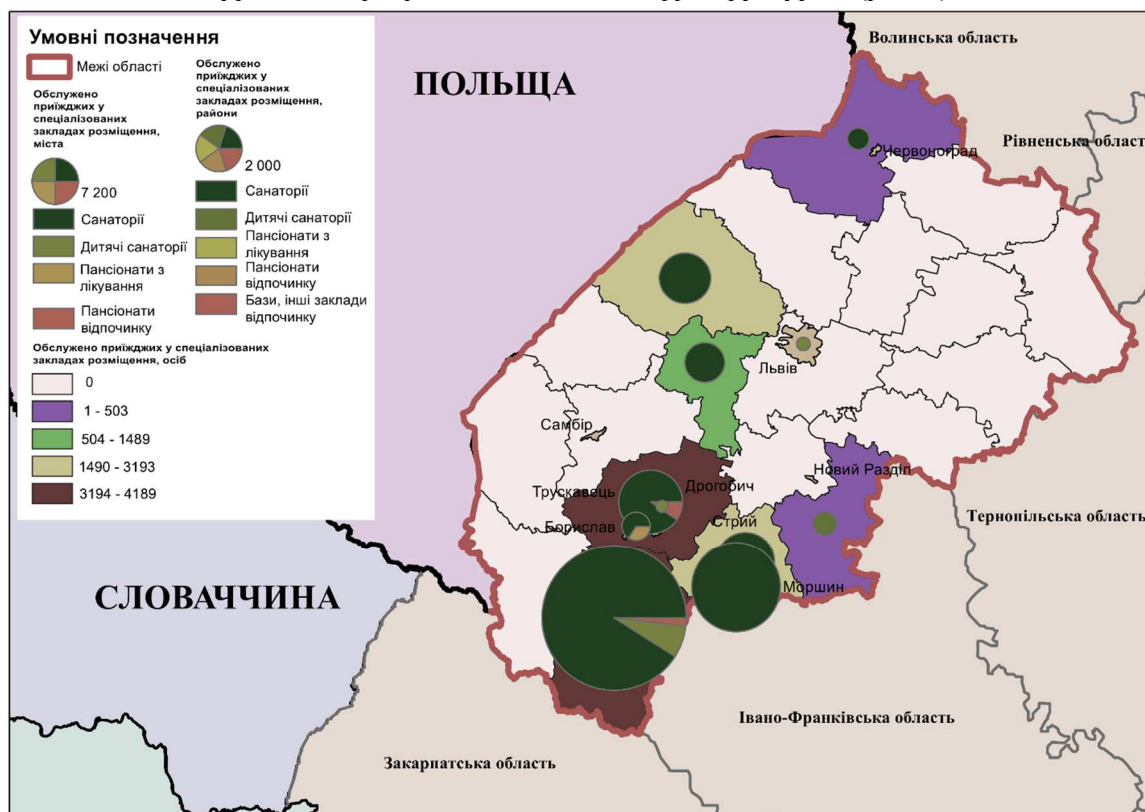 Умовні позначення
Межі області
Обслужено
приїжджих у
спеціалізованих
закладах розміщення,
міста
7 200
Санаторії
Дитячі санаторії
Пансіонати з
лікування
Пансіонати
відпочинку
Обслужено
приїжджих у
спеціалізованих
закладах розміщення,
райони
2 000
Санаторії
Дитячі санаторії
Пансіонати з
лікування
Пансіонати
відпочинку
Бази, інші заклади
відпочинку
Обслужено приїжджих у спеціалізованих
закладах розміщення, осіб
0
1 - 503
504 - 1489
1490 - 3193
3194 - 4189
ПОЛЬЩА
Волинська область
Рівненська област
Червоноград
Львів
Самбір
Новий Разділ
Трускавець
Дрогобич
Борислав
Стрий
Тернопільська область
Моршин
СЛОВАЧЧИНА
Івано-Франківська область
Закарпатська область